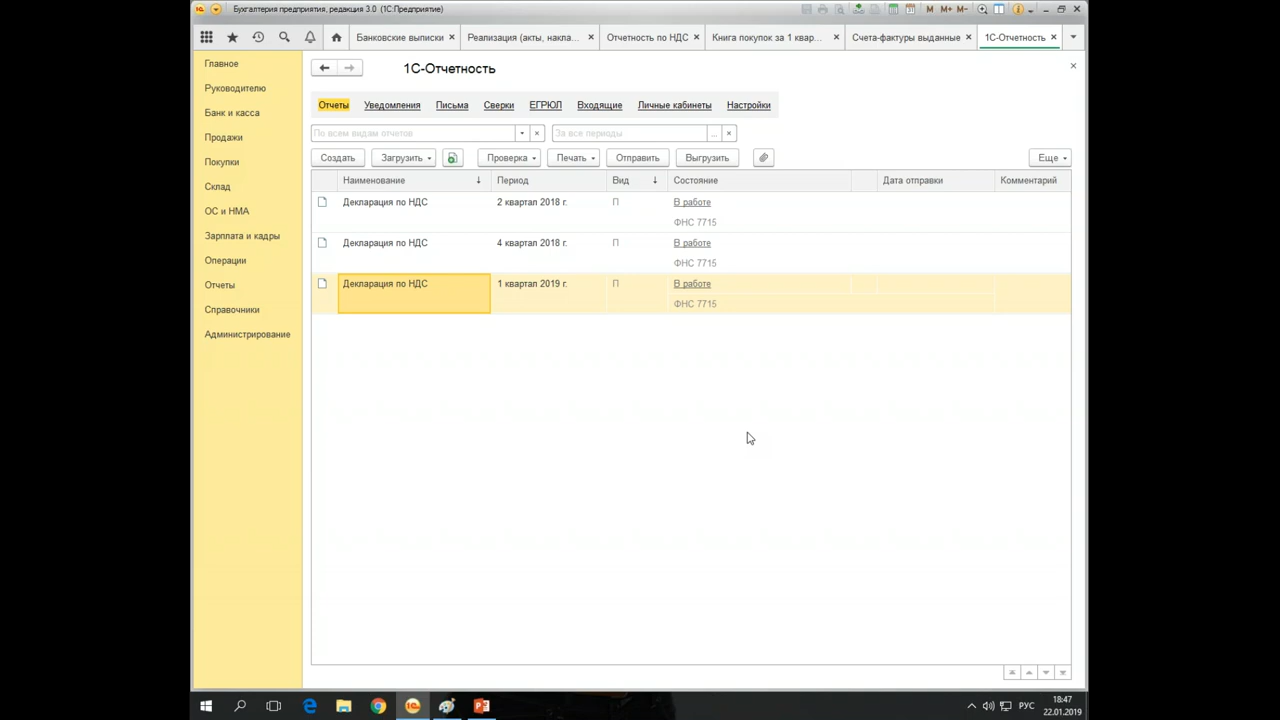 Бухгалтерия предприятия, редакция 3.0 (1С:Предприятие)
M M+ M-
Банковские выписки Реализация (акты, накла... Отчетность по НДС Книга покупок за 1 квар... Счета-фактуры выданные 1С-Отчетность
Главное
Руководителю
Банк и касса
Продажи
Покупки
Склад
ОС и НМА
Зарплата и кадры
Операции
Отчеты
Справочники
Администрирование
1С-Отчетность
Отчеты Уведомления Письма Сверки ЕГРЮЛ Входящие Личные кабинеты Настройки
По всем видам отчетов За все периоды ...
Создать Загрузить Проверка Печать Отправить Выгрузить Еще
Наименование Период Вид Состояние Дата отправки Комментарий
Декларация по НДС 2 квартал 2018 г. П В работе
ФНС 7715
Декларация по НДС 4 квартал 2018 г. П В работе
ФНС 7715
Декларация по НДС 1 квартал 2019 г. П В работе
ФНС 7715
РУС
18:47
22.01.2019